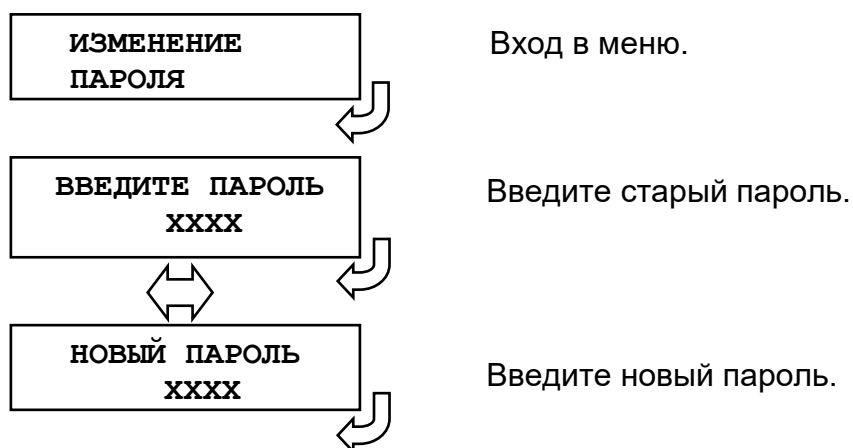 ИЗМЕНЕНИЕ
ПАРОЛЯ
Вход в меню.
ВВЕДИТЕ ПАРОЛЬ
XXXX
Введите старый пароль.
НОВЫЙ ПАРОЛЬ
XXXX
Введите новый пароль.